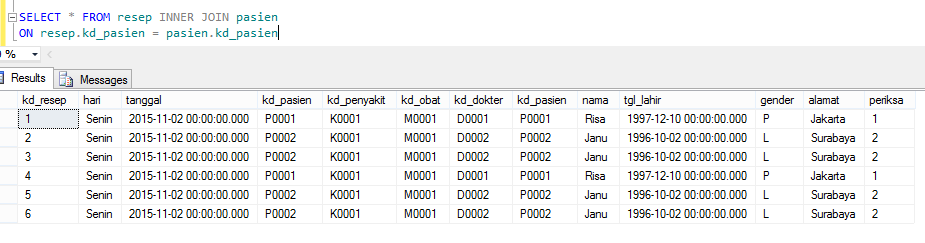 SELECT * FROM resep INNER JOIN pasien
ON resep.kd_pasien = pasien.kd_pasien
0 %
Results Messages
kd_resep hari tanggal kd_pasien kd_penyakit kd_obat kd_dokter kd_pasien nama tgl_lahir gender alamat periksa
1 Senin 2015-11-02 00:00:00.000 P0001 K0001 M0001 D0001 P0001 Risa 1997-12-10 00:00:00.000 P Jakarta 1
2 Senin 2015-11-02 00:00:00.000 P0002 K0001 M0001 D0002 P0002 Janu 1996-10-02 00:00:00.000 L Surabaya 2
3 Senin 2015-11-02 00:00:00.000 P0002 K0001 M0001 D0002 P0002 Janu 1996-10-02 00:00:00.000 L Surabaya 2
4 Senin 2015-11-02 00:00:00.000 P0001 K0001 M0001 D0001 P0001 Risa 1997-12-10 00:00:00.000 P Jakarta 1
5 Senin 2015-11-02 00:00:00.000 P0002 K0001 M0001 D0002 P0002 Janu 1996-10-02 00:00:00.000 L Surabaya 2
6 Senin 2015-11-02 00:00:00.000 P0002 K0001 M0001 D0002 P0002 Janu 1996-10-02 00:00:00.000 L Surabaya 2